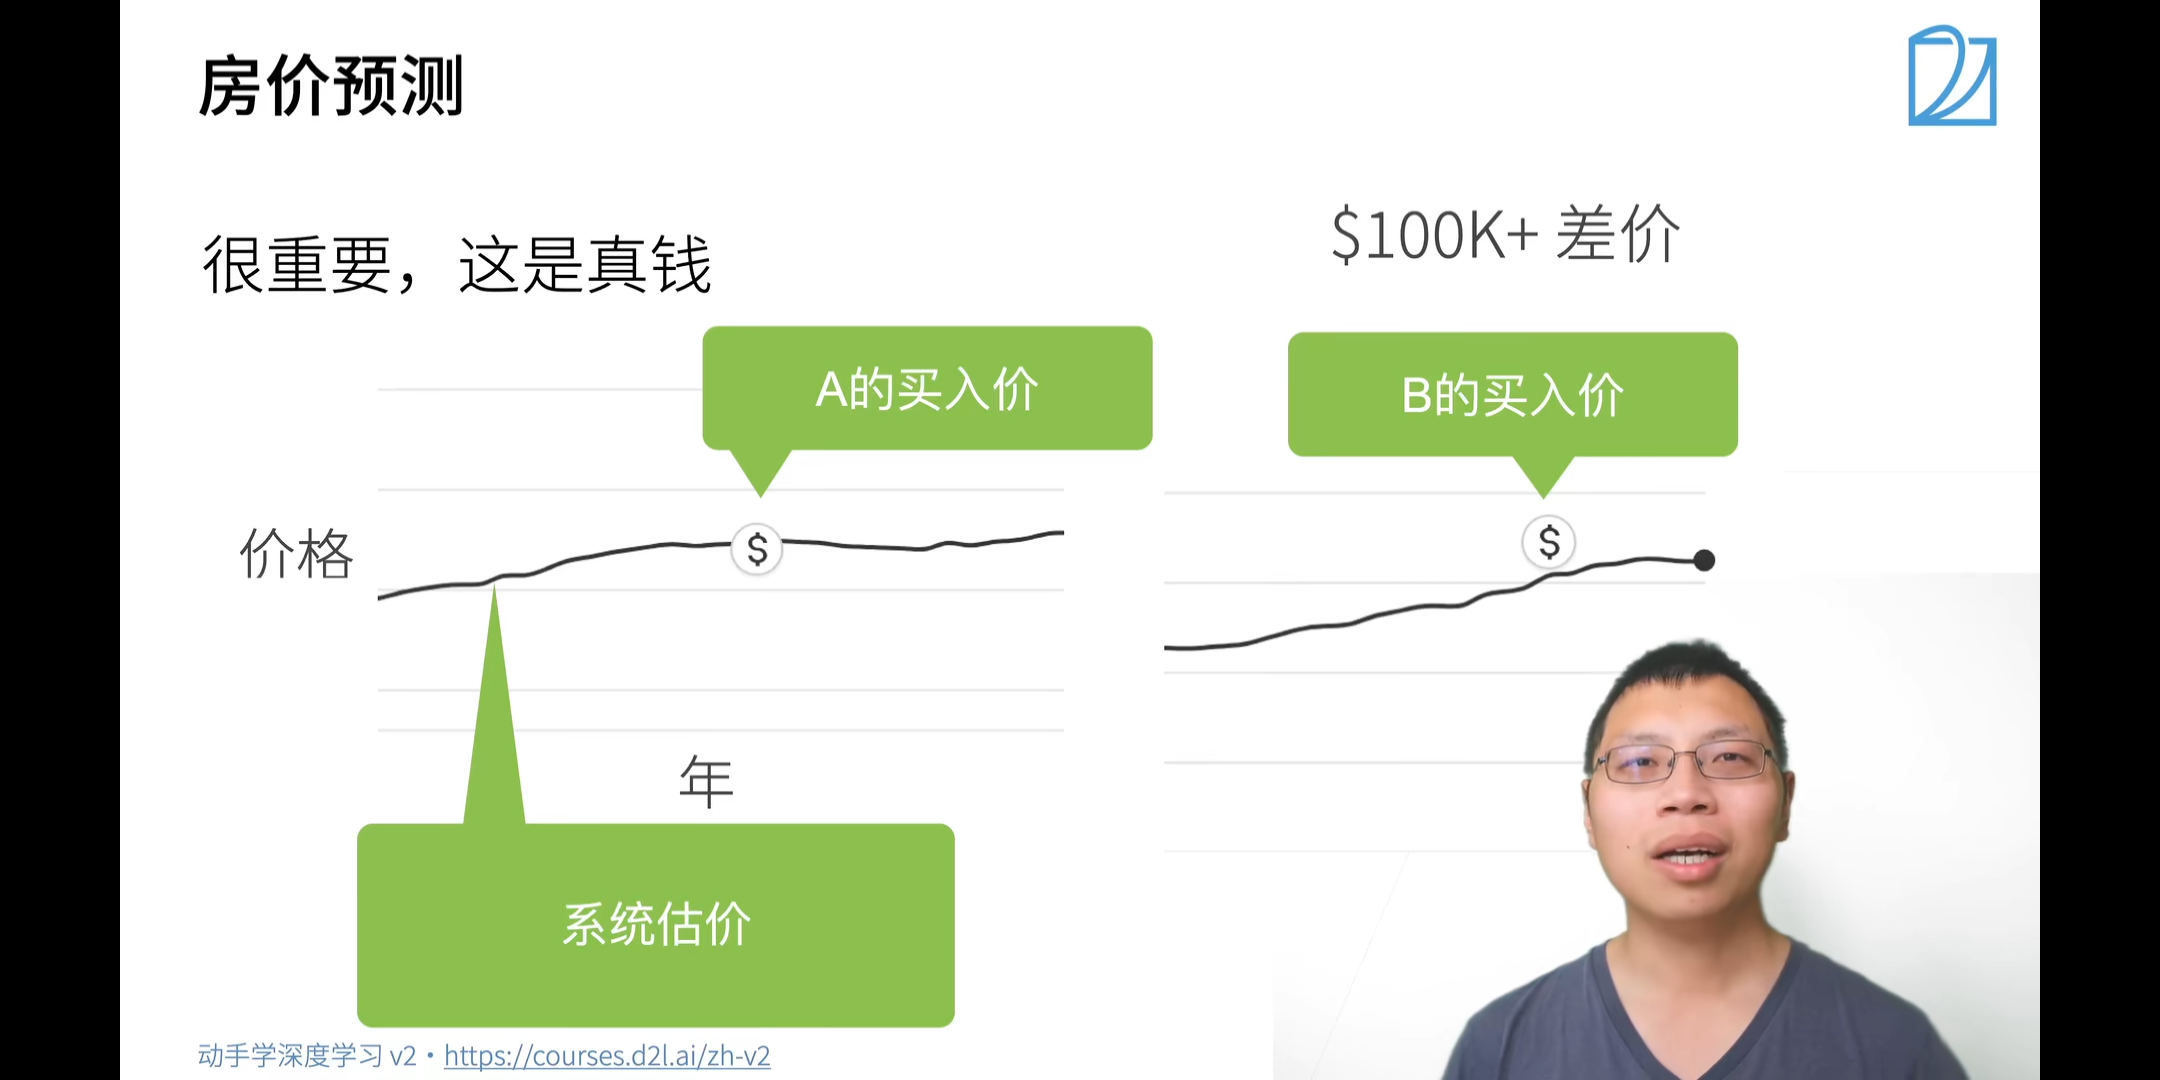 房价预测
很重要，这是真钱
$100K+ 差价
A的买入价
B的买入价
$
$
价格
年
系统估价
动手学深度学习 v2 • https://courses.d2l.ai/zh-v2